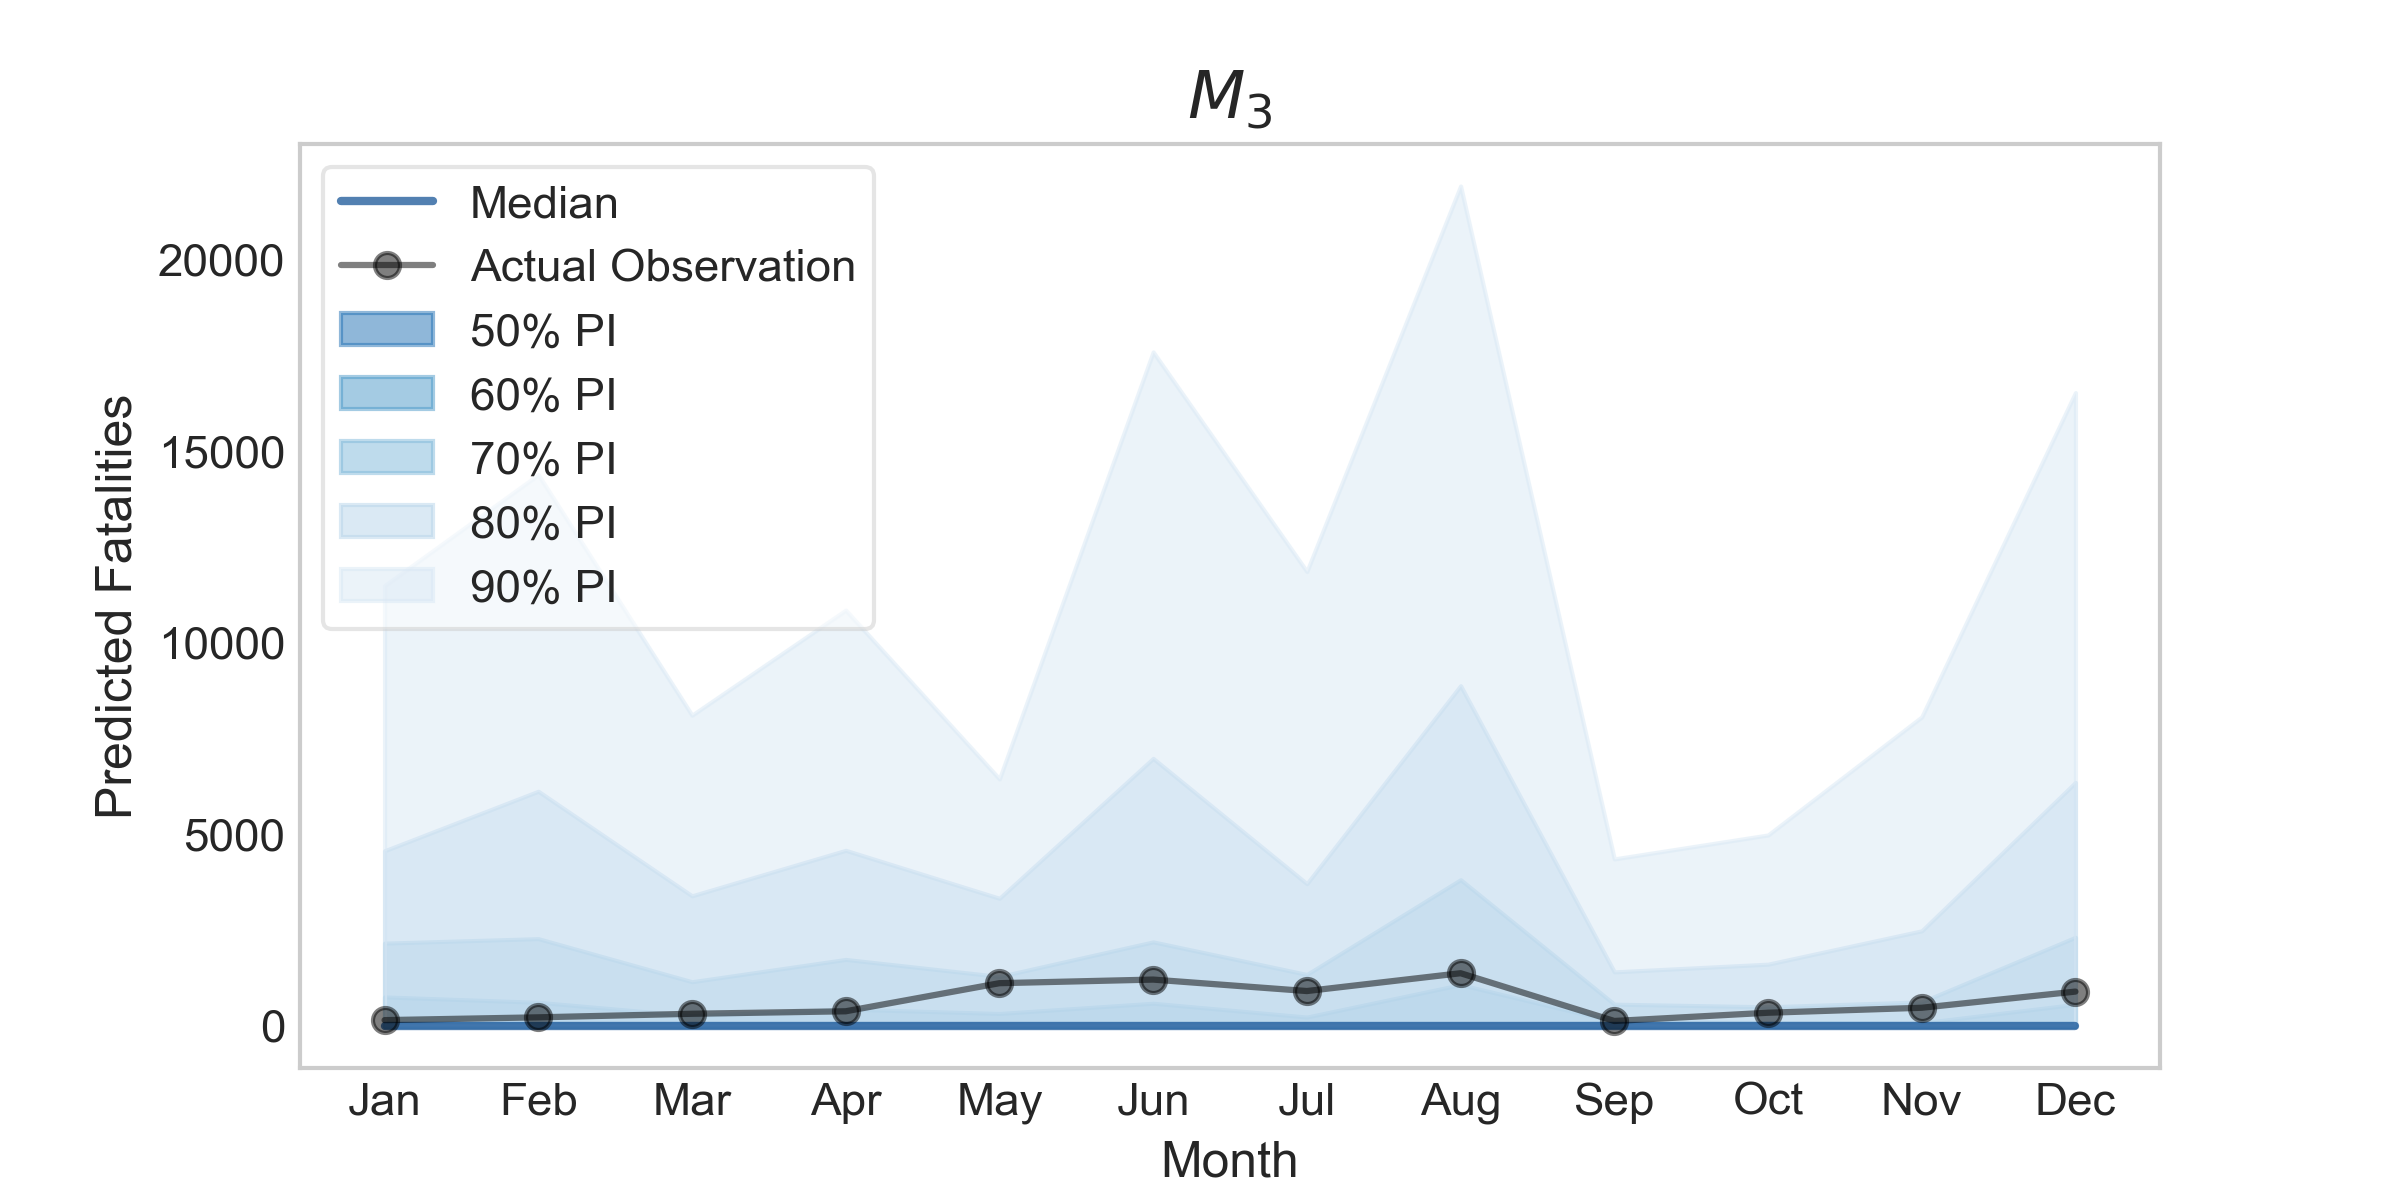 M3
Median
Actual Observation
50% PI
60% PI
70% PI
80% PI
90% PI
20000
15000
10000
5000
0
Predicted Fatalities
Jan Feb Mar Apr May Jun Jul Aug Sep Oct Nov Dec
Month